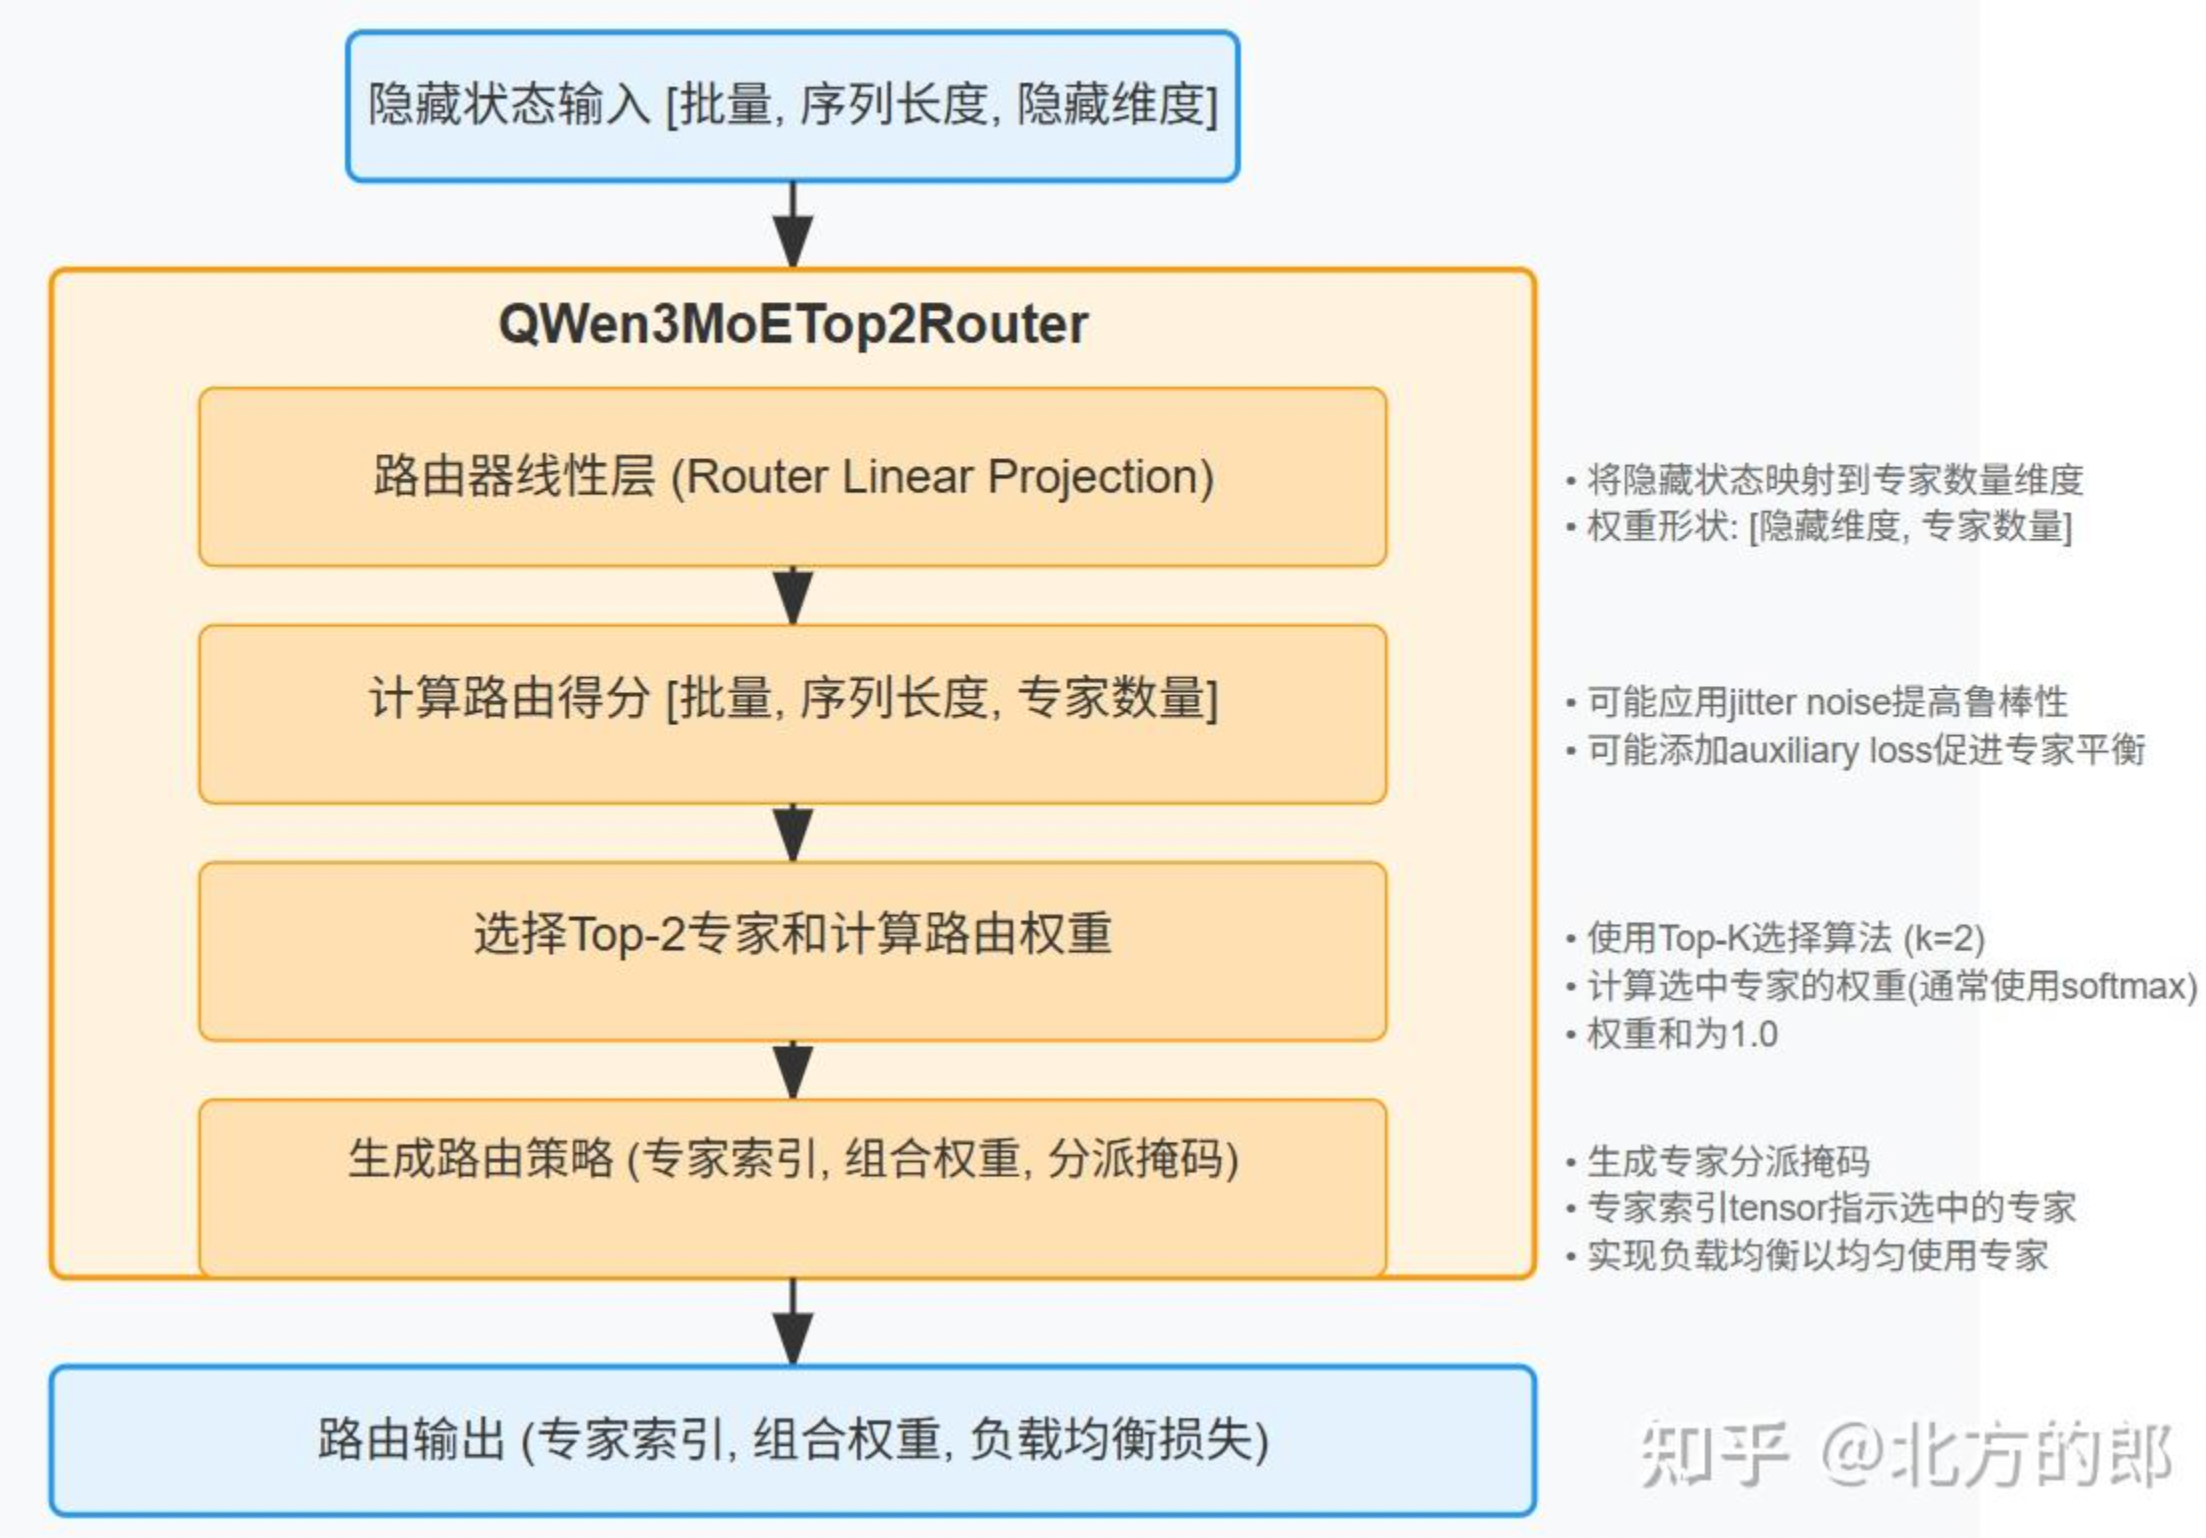 隐藏状态输入 [批量, 序列长度, 隐藏维度]
QWen3MoETop2Router
路由器线性层 (Router Linear Projection)
• 将隐藏状态映射到专家数量维度
• 权重形状: [隐藏维度, 专家数量]
计算路由得分 [批量, 序列长度, 专家数量]
• 可能应用jitter noise提高鲁棒性
• 可能添加auxiliary loss促进专家平衡
选择Top-2专家和计算路由权重
• 使用Top-K选择算法 (k=2)
• 计算选中专家的权重(通常使用softmax)
• 权重和为1.0
生成路由策略 (专家索引, 组合权重, 分派掩码)
• 生成专家分派掩码
• 专家索引tensor指示选中的专家
• 实现负载均衡以均匀使用专家
路由输出 (专家索引, 组合权重, 负载均衡损失)
知乎 @北方的郎